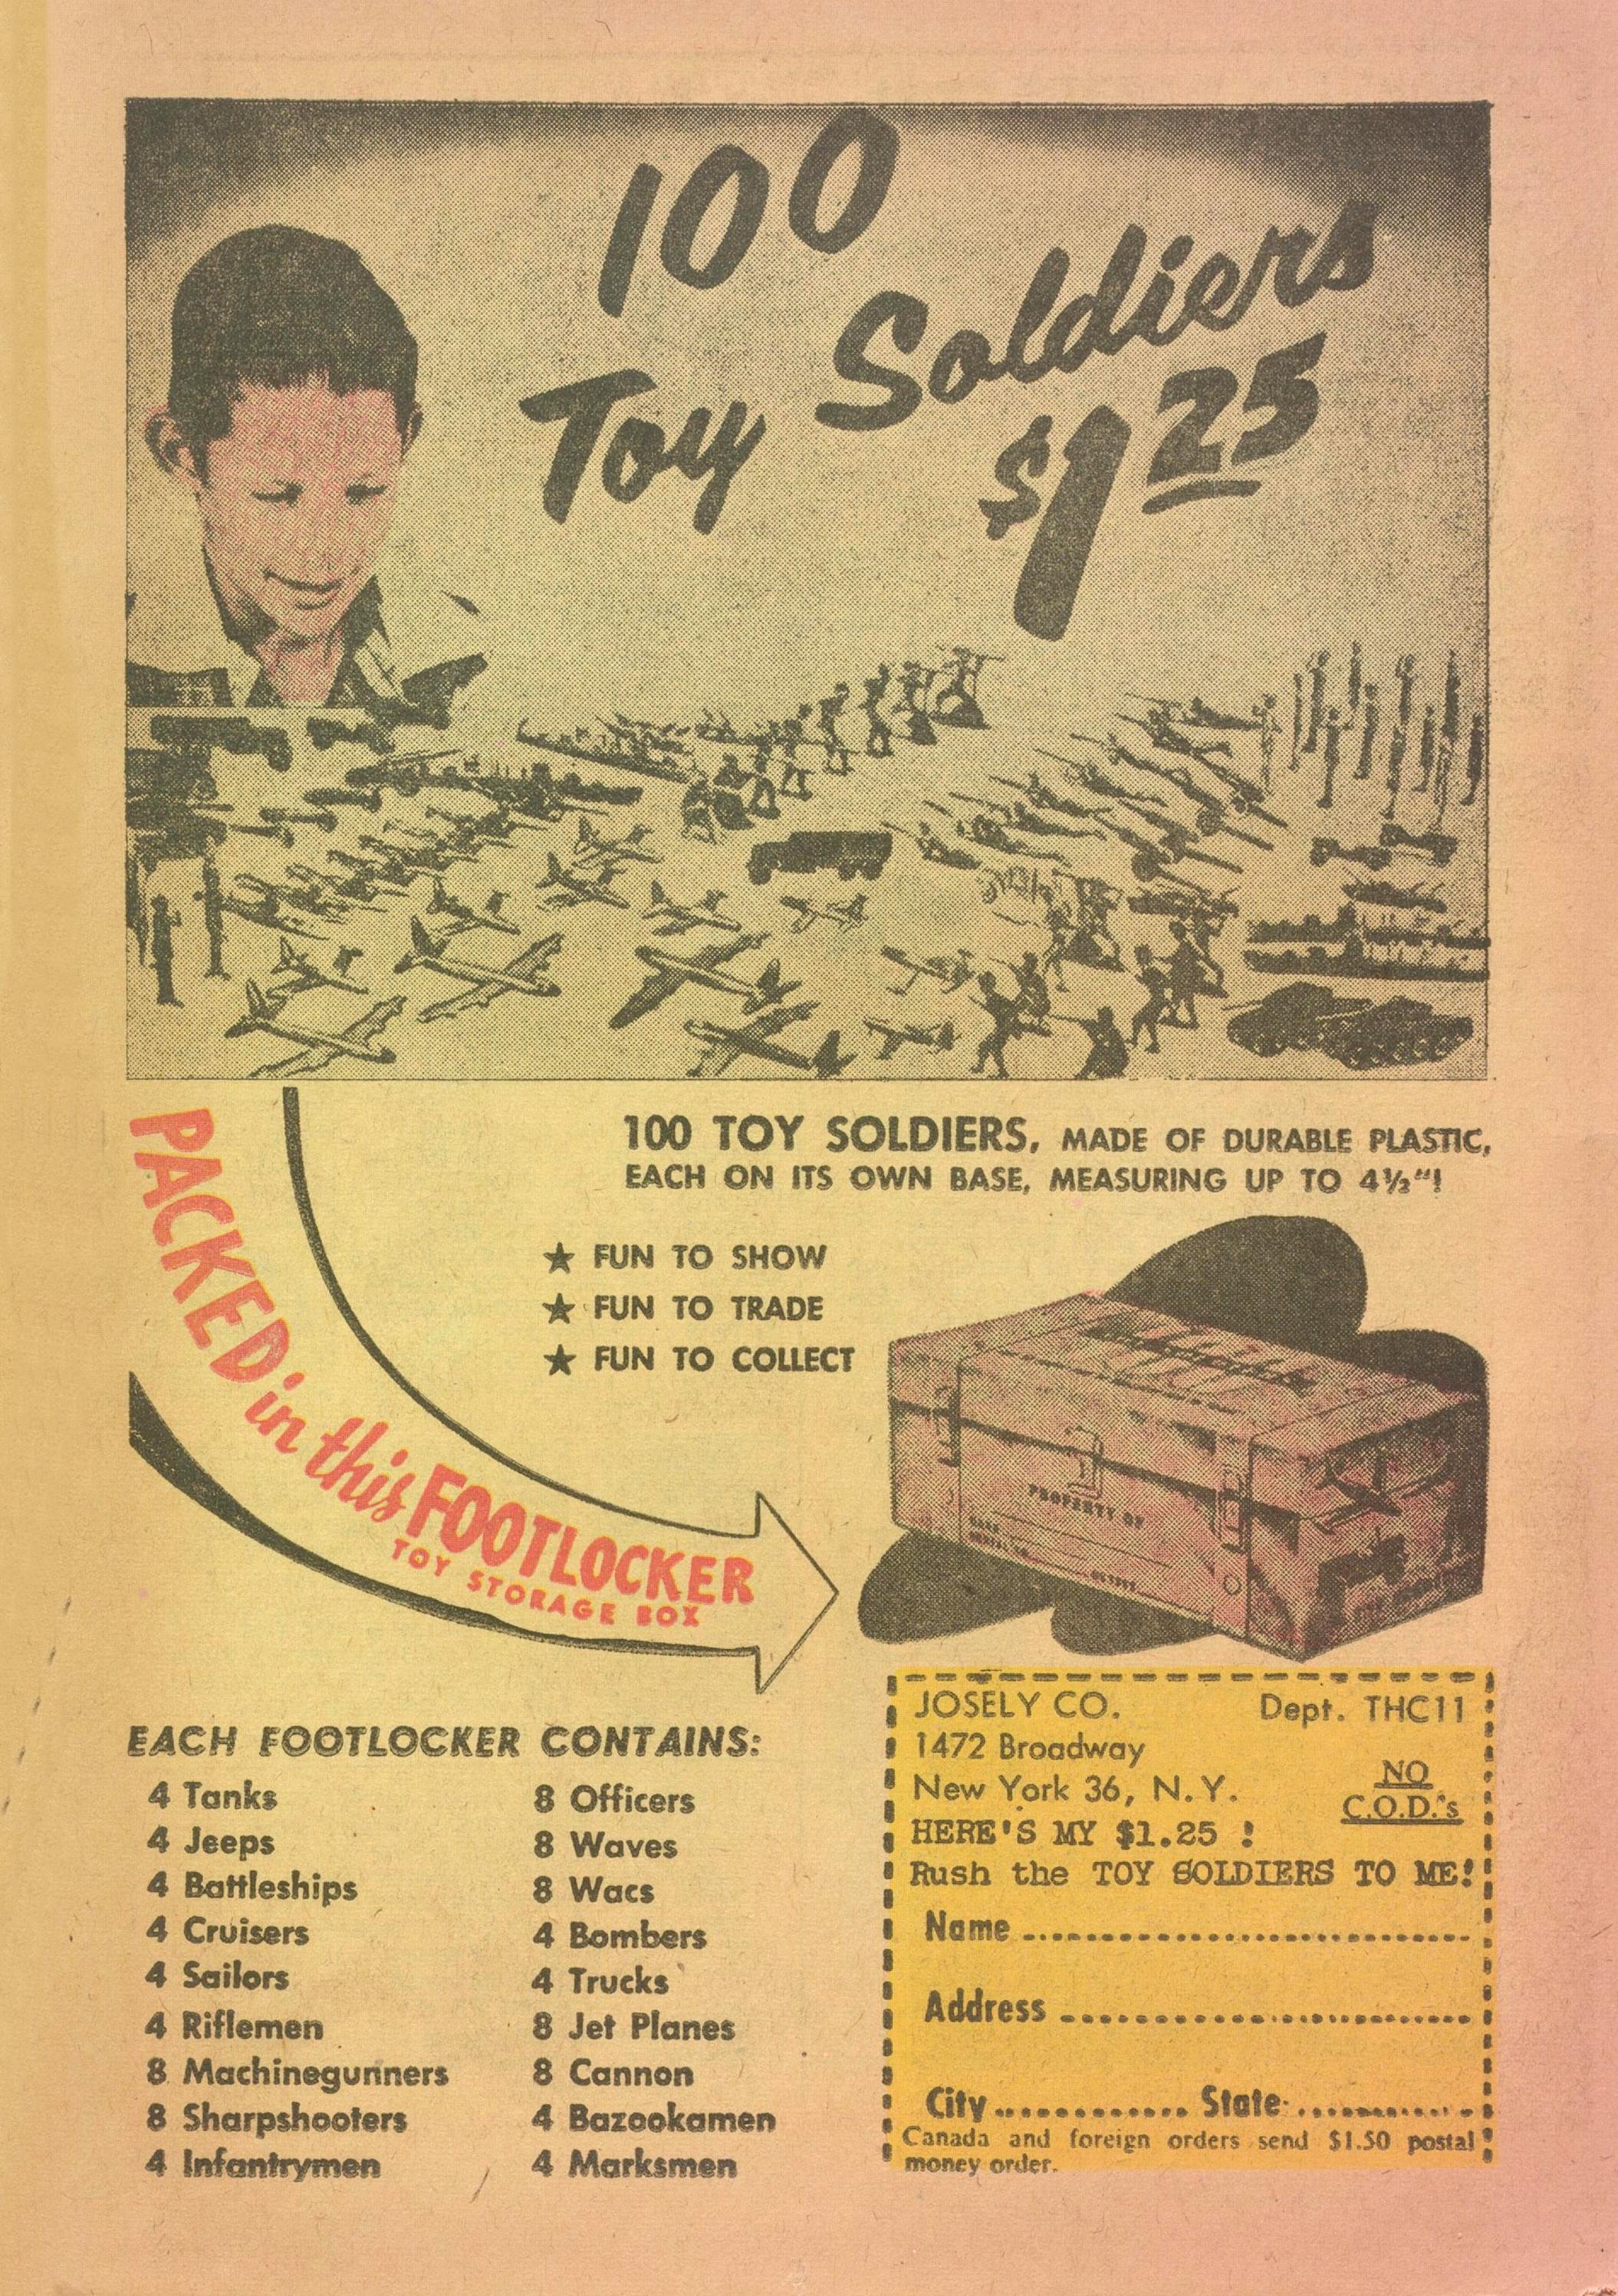 100
Toy Soldiers
$1 25
100 TOY SOLDIERS, MADE OF DURABLE PLASTIC,
EACH ON ITS OWN BASE, MEASURING UP TO 4½"!
★ FUN TO SHOW
★ FUN TO TRADE
★ FUN TO COLLECT
PACKED in this FOOTLOCKER
TOY STORAGE BOX
PROPERTY OF
EACH FOOTLOCKER CONTAINS:
4 Tanks
4 Jeeps
4 Battleships
4 Cruisers
4 Sailors
4 Riflemen
8 Machinegunners
8 Sharpshooters
4 Infantrymen
8 Officers
8 Waves
8 Wacs
4 Bombers
4 Trucks
8 Jet Planes
8 Cannon
4 Bazookamen
4 Marksmen
JOSELY CO. Dept. THC11
1472 Broadway
New York 36, N.Y.
NO
C.O.D.'s
HERE'S MY $1.25 !
Rush the TOY SOLDIERS TO ME!
Name
Address
City State
Canada and foreign orders send $1.50 postal
money order.